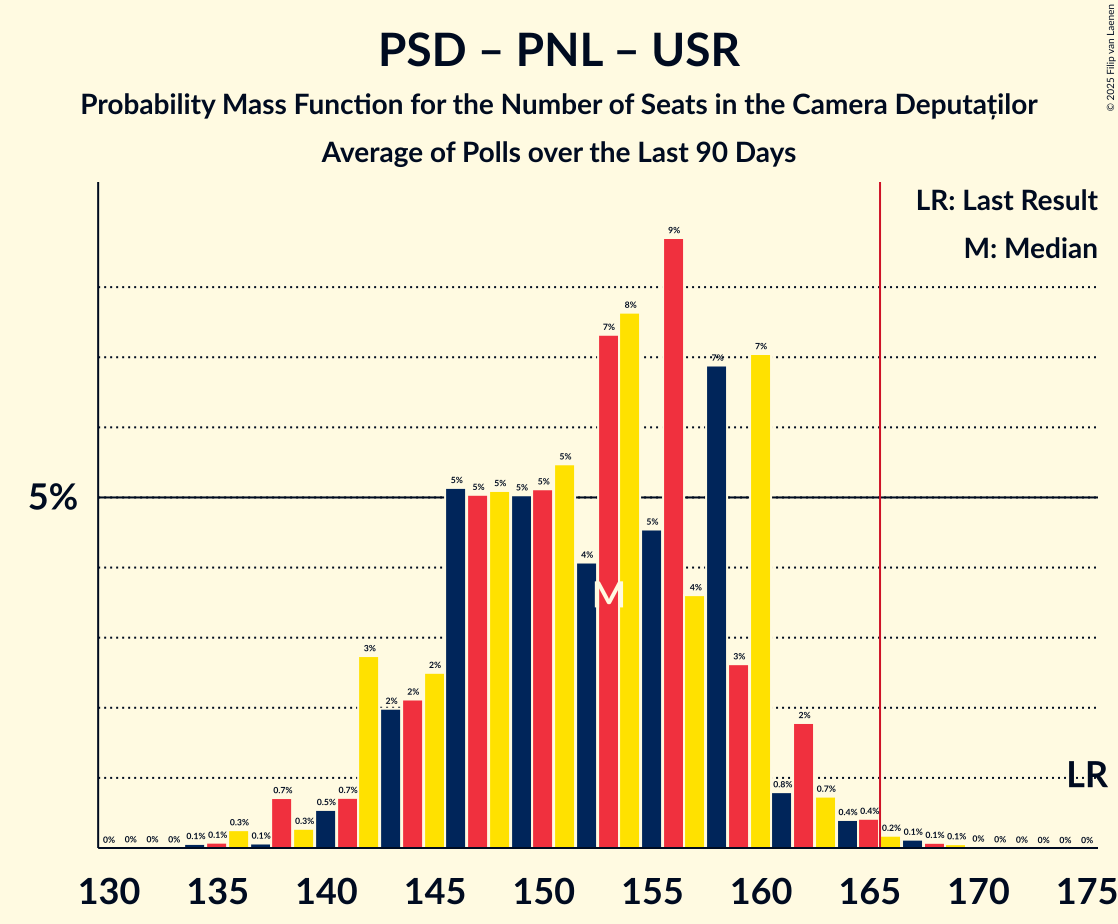 PSD – PNL – USR
Probability Mass Function for the Number of Seats in the Camera Deputaților
Average of Polls over the Last 90 Days
© 2025 Filip van Laenen
LR: Last Result
M: Median
5%
0% 0% 0% 0% 0.1% 0.1% 0.3% 0.1% 0.7% 0.3% 0.5% 0.7% 3% 2% 2% 2% 5% 5% 5% 5% 5% 5% 4% 7% 8% 5% 9% 4% 7% 3% 7% 0.8% 2% 0.7% 0.4% 0.4% 0.2% 0.1% 0.1% 0.1% 0% 0% 0% 0% 0% 0%
M
LR
130 135 140 145 150 155 160 165 170 175